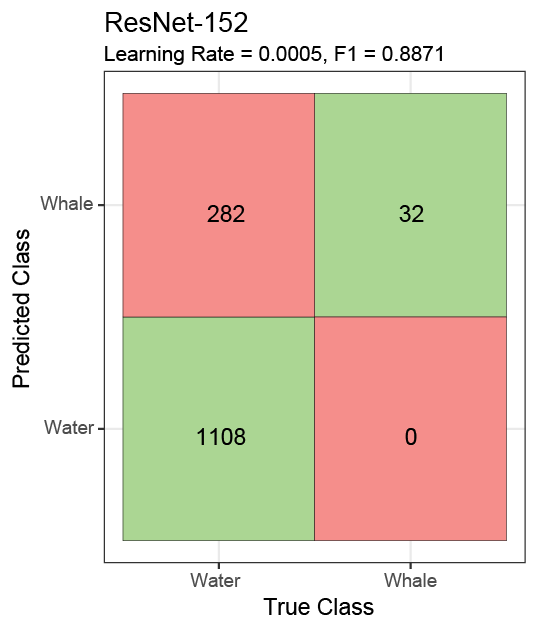 ResNet-152
Learning Rate = 0.0005, F1 = 0.8871
Predicted Class
Whale
282
32
Water
1108
0
Water
Whale
True Class